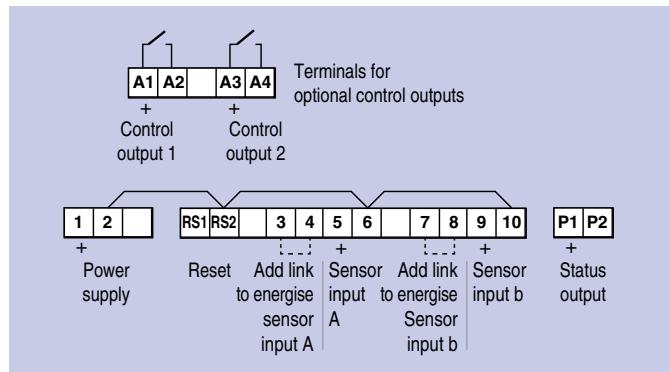 A1 A2 A3 A4
Terminals for
optional control outputs
+ +
Control Control
output 1 output 2
1 2 RS1 RS2 3 4 5 6 7 8 9 10 P1 P2
+ + + +
Power Reset Add link Sensor Add link Sensor Status
supply to energise input to energise input b output
sensor A Sensor
input A input b